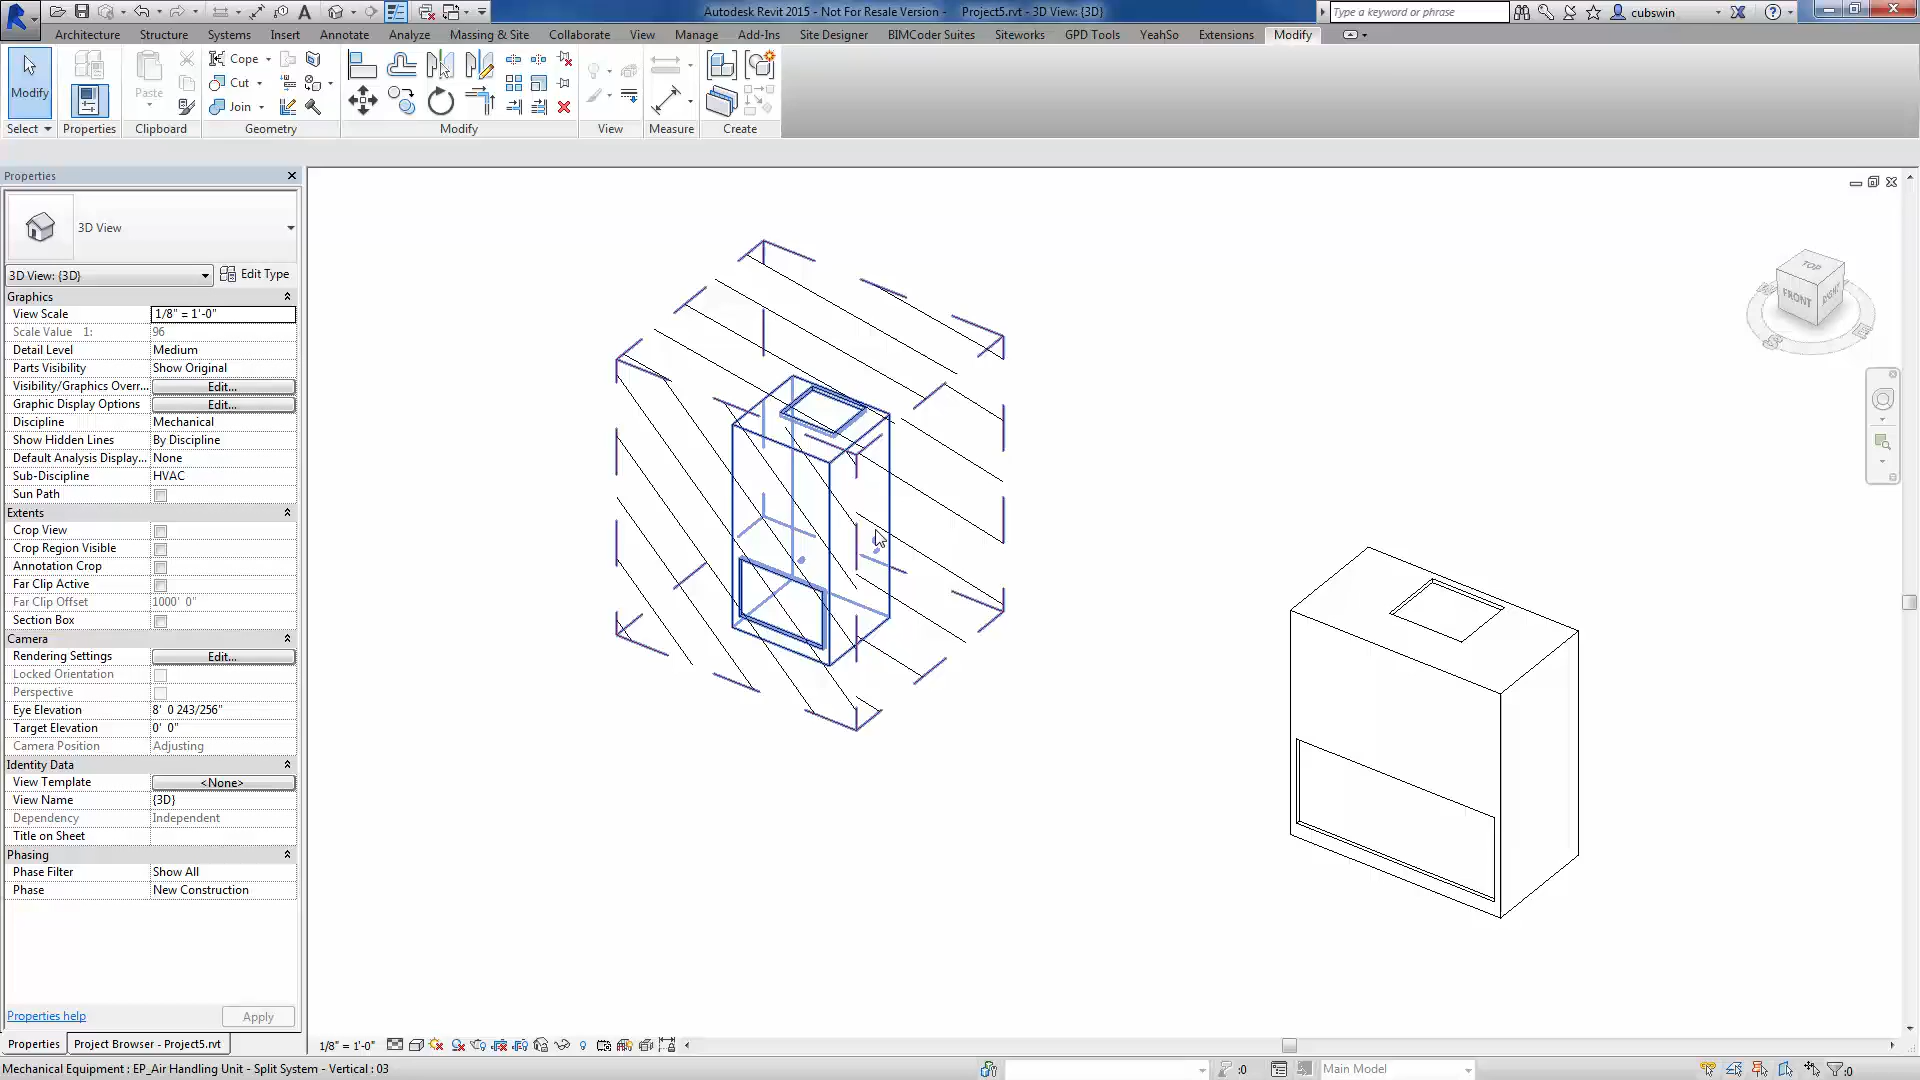 Autodesk Revit 2015 - Not For Resale Version - Project5.rvt - 3D View: {3D}
Type a keyword or phrase
cubswin
Architecture Structure Systems Insert Annotate Analyze Massing & Site Collaborate View Manage Add-Ins Site Designer BIMCoder Suites Siteworks GPD Tools YeahSo Extensions Modify
Modify
Paste
Cope
Cut
Join
Select Properties Clipboard Geometry Modify View Measure Create
Properties
3D View
3D View: {3D} Edit Type
Graphics
View Scale 1/8" = 1'-0"
Scale Value 1: 96
Detail Level Medium
Parts Visibility Show Original
Visibility/Graphics Overr... Edit...
Graphic Display Options Edit...
Discipline Mechanical
Show Hidden Lines By Discipline
Default Analysis Display... None
Sub-Discipline HVAC
Sun Path
Extents
Crop View
Crop Region Visible
Annotation Crop
Far Clip Active
Far Clip Offset 1000' 0"
Section Box
Camera
Rendering Settings Edit...
Locked Orientation
Perspective
Eye Elevation 8' 0 243/256"
Target Elevation 0' 0"
Camera Position Adjusting
Identity Data
View Template <None>
View Name {3D}
Dependency Independent
Title on Sheet
Phasing
Phase Filter Show All
Phase New Construction
Properties help Apply
Properties Project Browser - Project5.rvt
TOP
FRONT
RIGHT
S
E
1/8" = 1'-0"
Mechanical Equipment : EP_Air Handling Unit - Split System - Vertical : 03
:0
Main Model
:0